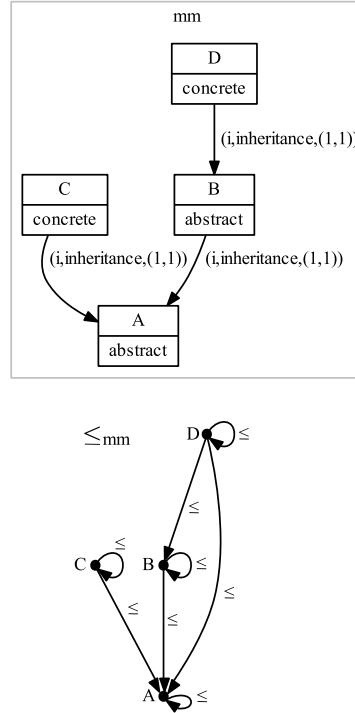 mm
D
concrete
(i,inheritance,(1,1))
C
concrete
B
abstract
(i,inheritance,(1,1))
(i,inheritance,(1,1))
A
abstract
≤mm
D
≤
≤
≤
C
B
≤
≤
≤
≤
A
≤